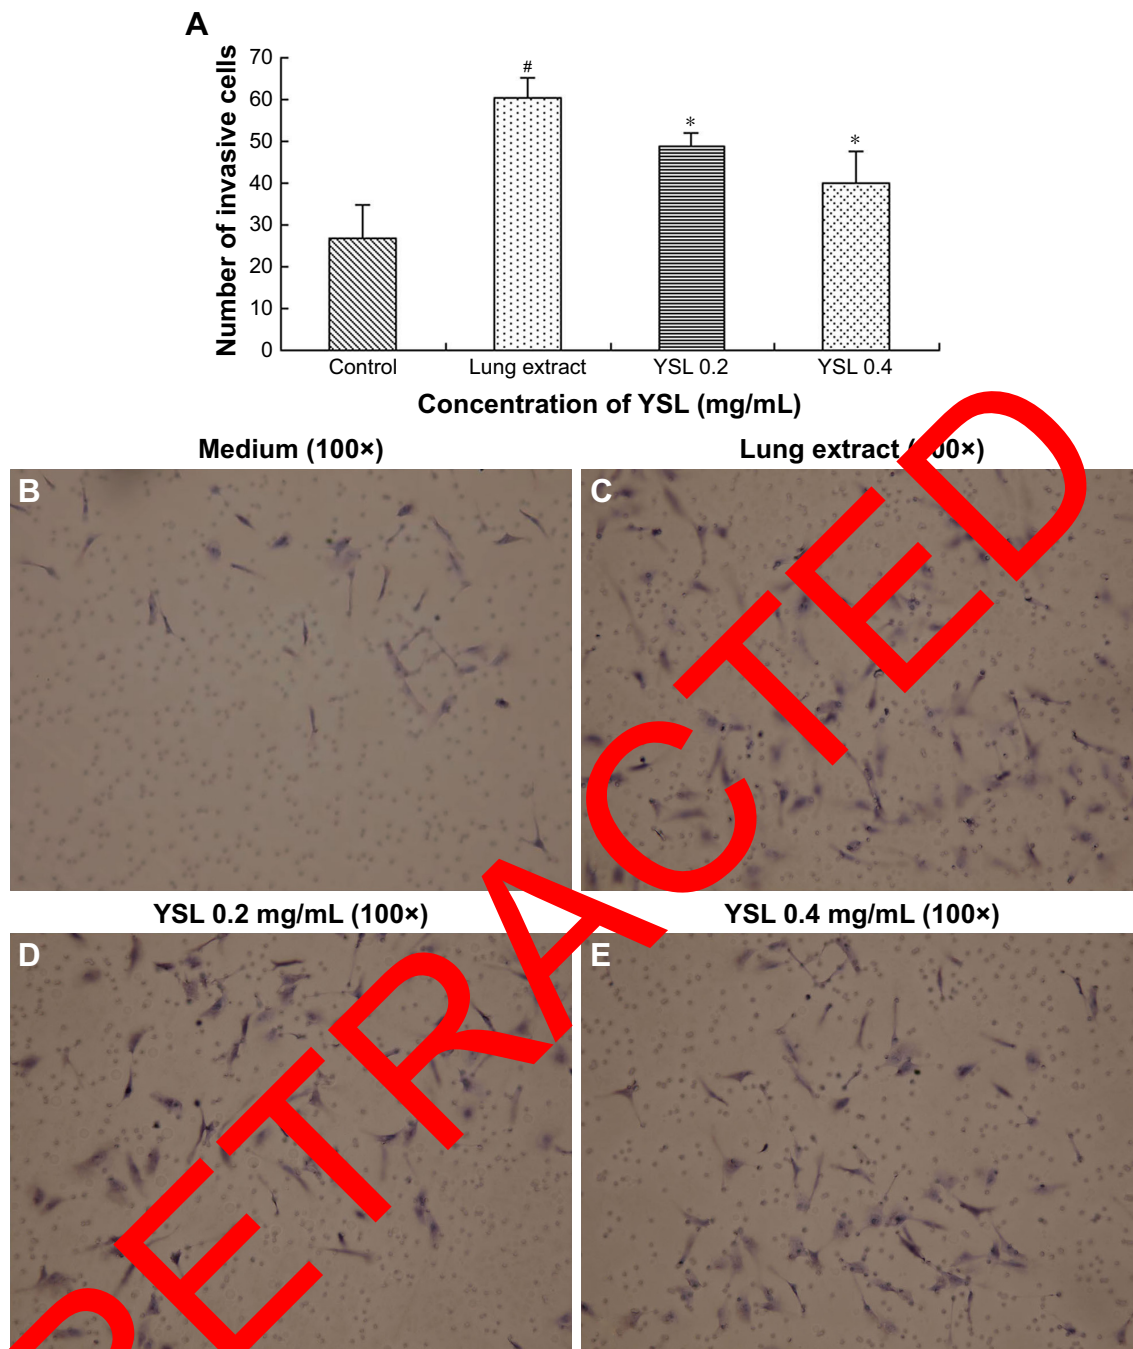 A
Number of invasive cells
70
60
50
40
30
20
10
0
#
*
*
Control
Lung extract
YSL 0.2
YSL 0.4
Concentration of YSL (mg/mL)
Medium (100×)
Lung extract (100×)
B
C
YSL 0.2 mg/mL (100×)
YSL 0.4 mg/mL (100×)
D
E
RETRACTED